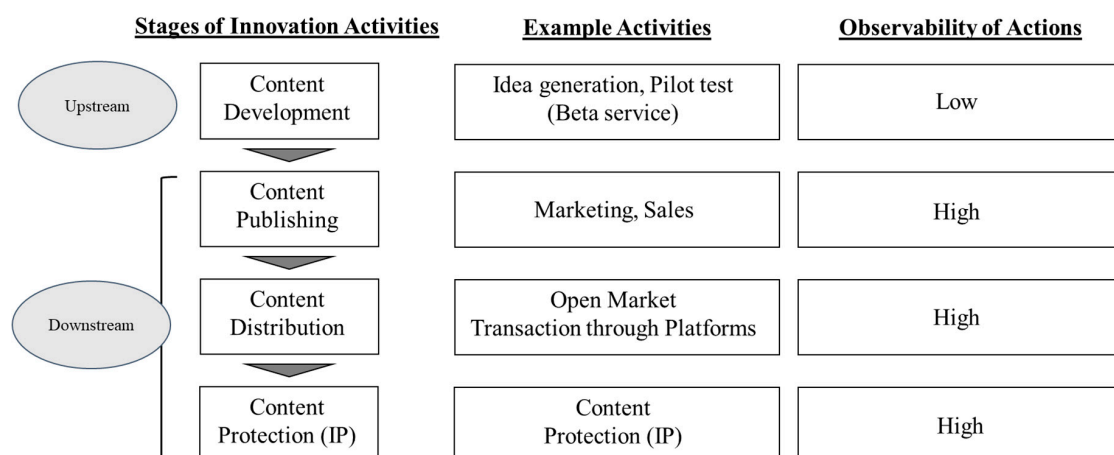 Stages of Innovation Activities
Example Activities
Observability of Actions
Upstream
Content
Development
Idea generation, Pilot test
(Beta service)
Low
Content
Publishing
Marketing, Sales
High
Downstream
Content
Distribution
Open Market
Transaction through Platforms
High
Content
Protection (IP)
Content
Protection (IP)
High